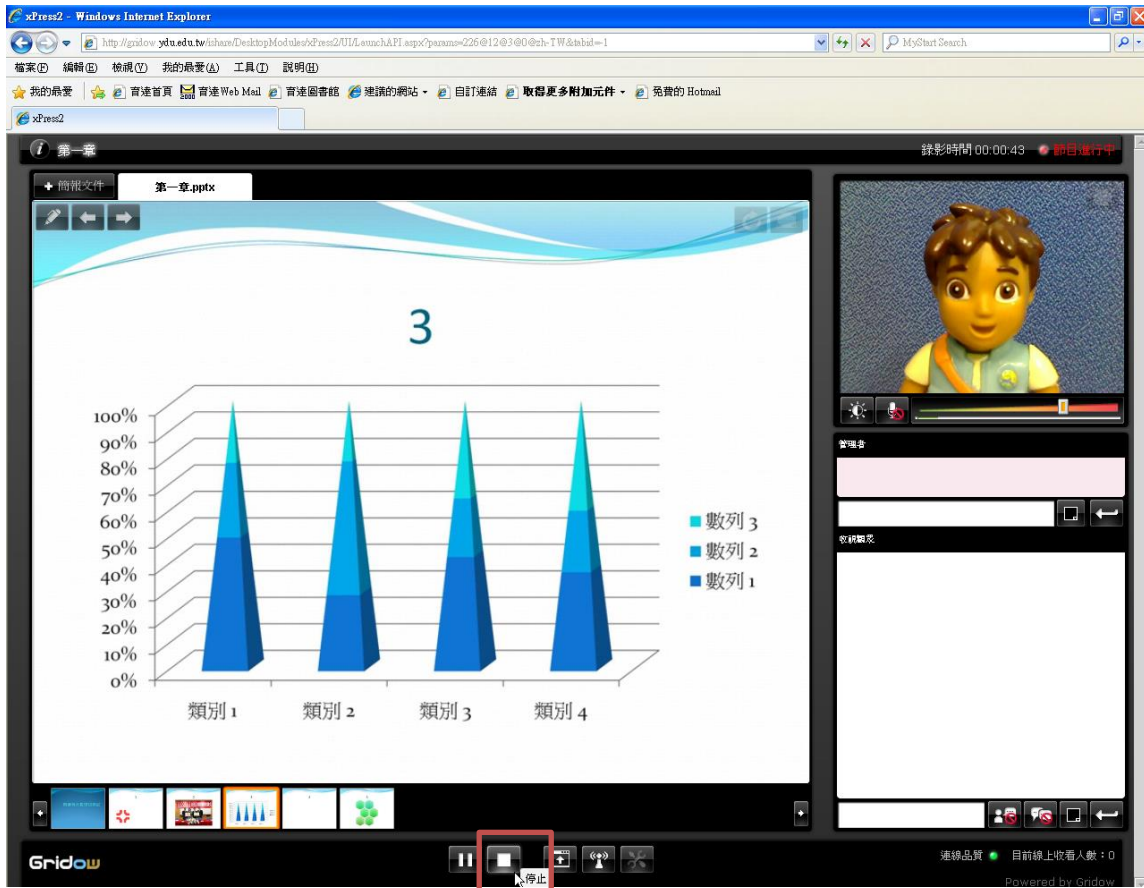 xPress2 - Windows Internet Explorer
http://gridow.ydu.edu.tw/ishare/DesktopModules/xPress2/UI/LaunchAPI.aspx?params=226@12@3@0@zh-TW&tabid=-1
MyStart Search
檔案(F) 編輯(E) 檢視(V) 我的最愛(A) 工具(T) 說明(H)
我的最愛 育達首頁 育達Web Mail 育達圖書館 建議的網站 自訂連結 取得更多附加元件 免費的 Hotmail
xPress2
i 第一章 錄影時間 00:00:43 節目進行中
+ 簡報文件 第一章.pptx
3
100%
90%
80%
70%
60%
50%
40%
30%
20%
10%
0%
類別 1 類別 2 類別 3 類別 4
數列 3
數列 2
數列 1
管理者
收視觀眾
Gridow
停止
連線品質 目前線上收看人數：0
Powered by Gridow